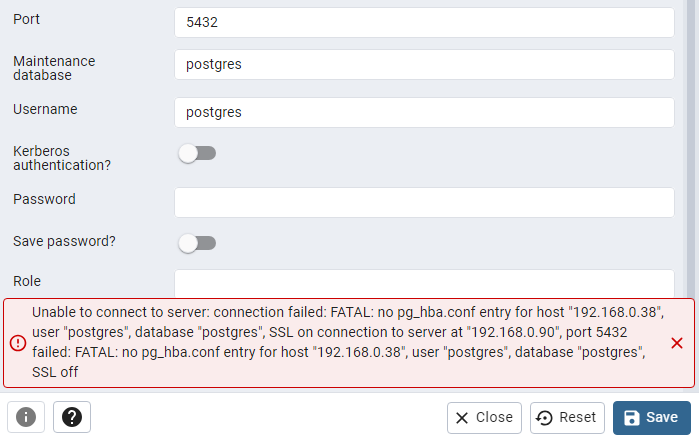 Port
5432
Maintenance
database
postgres
Username
postgres
Kerberos
authentication?
Password
Save password?
Role
Unable to connect to server: connection failed: FATAL: no pg_hba.conf entry for host "192.168.0.38",
user "postgres", database "postgres", SSL on connection to server at "192.168.0.90", port 5432
failed: FATAL: no pg_hba.conf entry for host "192.168.0.38", user "postgres", database "postgres",
SSL off
Close
Reset
Save